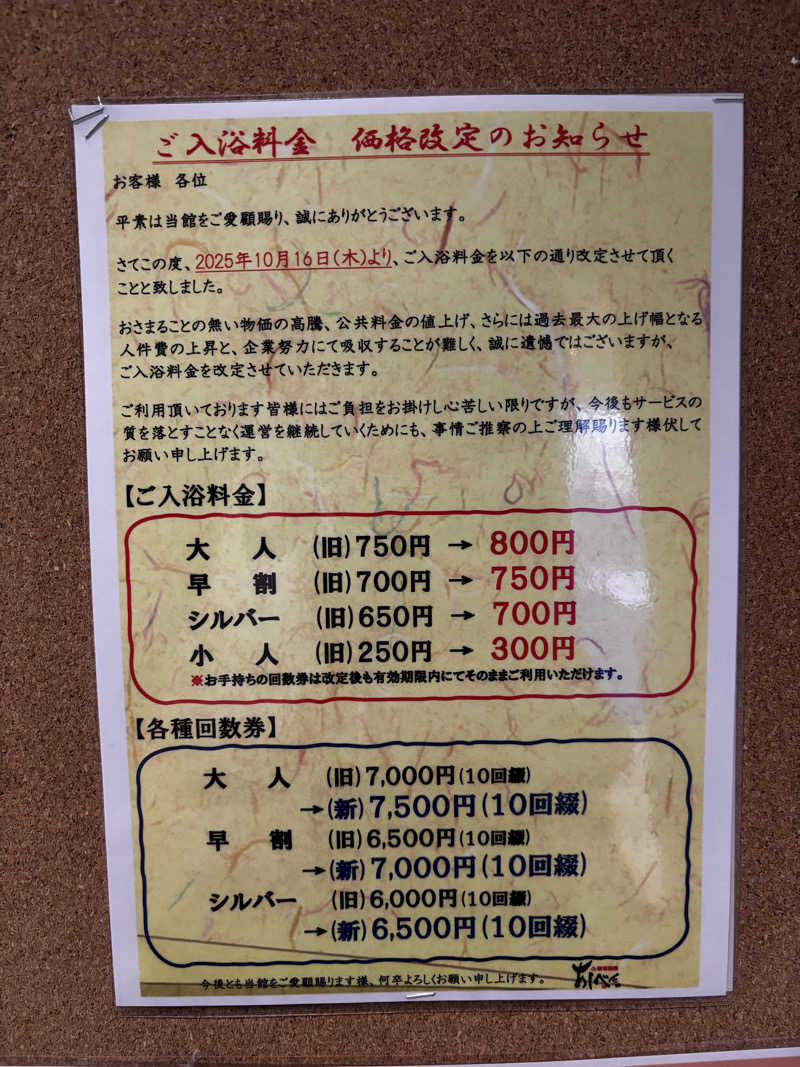 ご入浴料金　価格改定のお知らせ
お客様　各位
平素は当館をご愛顧賜り、誠にありがとうございます。
さてこの度、2025年10月16日(木)より、ご入浴料金を以下の通り改定させて頂く
ことと致しました。
おさまることの無い物価の高騰、公共料金の値上げ、さらには過去最大の上げ幅となる
人件費の上昇と、企業努力にて吸収することが難しく、誠に遺憾ではございますが、
ご入浴料金を改定させていただきます。
ご利用頂いております皆様にはご負担をお掛けし心苦しい限りですが、今後もサービスの
質を落とすことなく運営を継続していくためにも、事情ご推察の上ご理解賜ります様伏して
お願い申し上げます。
【ご入浴料金】
大　人　(旧)750円 → 800円
早　割　(旧)700円 → 750円
シルバー　(旧)650円 → 700円
小　人　(旧)250円 → 300円
※お手持ちの回数券は改定後も有効期限内にてそのままご利用いただけます。
【各種回数券】
大　人　(旧)7,000円(10回綴)
→(新)7,500円(10回綴)
早　割　(旧)6,500円(10回綴)
→(新)7,000円(10回綴)
シルバー　(旧)6,000円(10回綴)
→(新)6,500円(10回綴)
今後とも当館をご愛顧賜ります様、何卒よろしくお願い申し上げます。